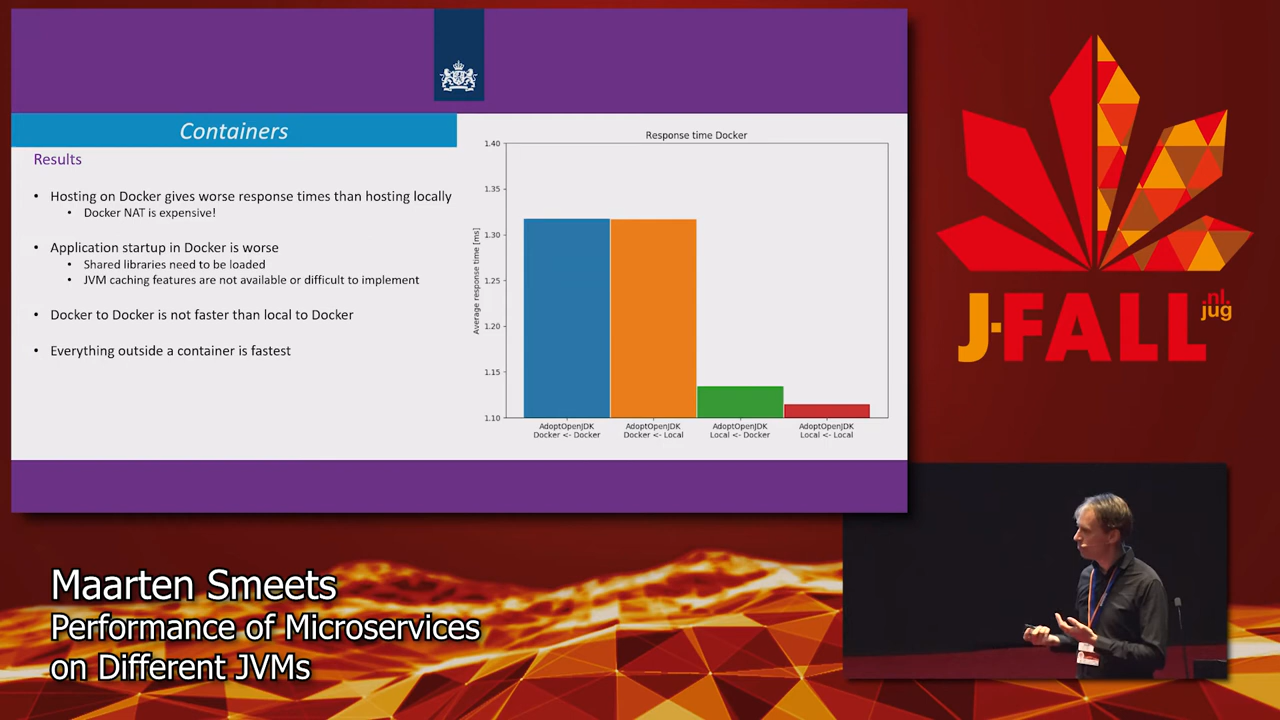 Containers
Results
• Hosting on Docker gives worse response times than hosting locally
• Docker NAT is expensive!
• Application startup in Docker is worse
• Shared libraries need to be loaded
• JVM caching features are not available or difficult to implement
• Docker to Docker is not faster than local to Docker
• Everything outside a container is fastest
Response time Docker
Average response time [ms]
1.40
1.35
1.30
1.25
1.20
1.15
1.10
AdoptOpenJDK
Docker <- Docker
AdoptOpenJDK
Docker <- Local
AdoptOpenJDK
Local <- Docker
AdoptOpenJDK
Local <- Local
J-FALL
nl.
jug
Maarten Smeets
Performance of Microservices
on Different JVMs